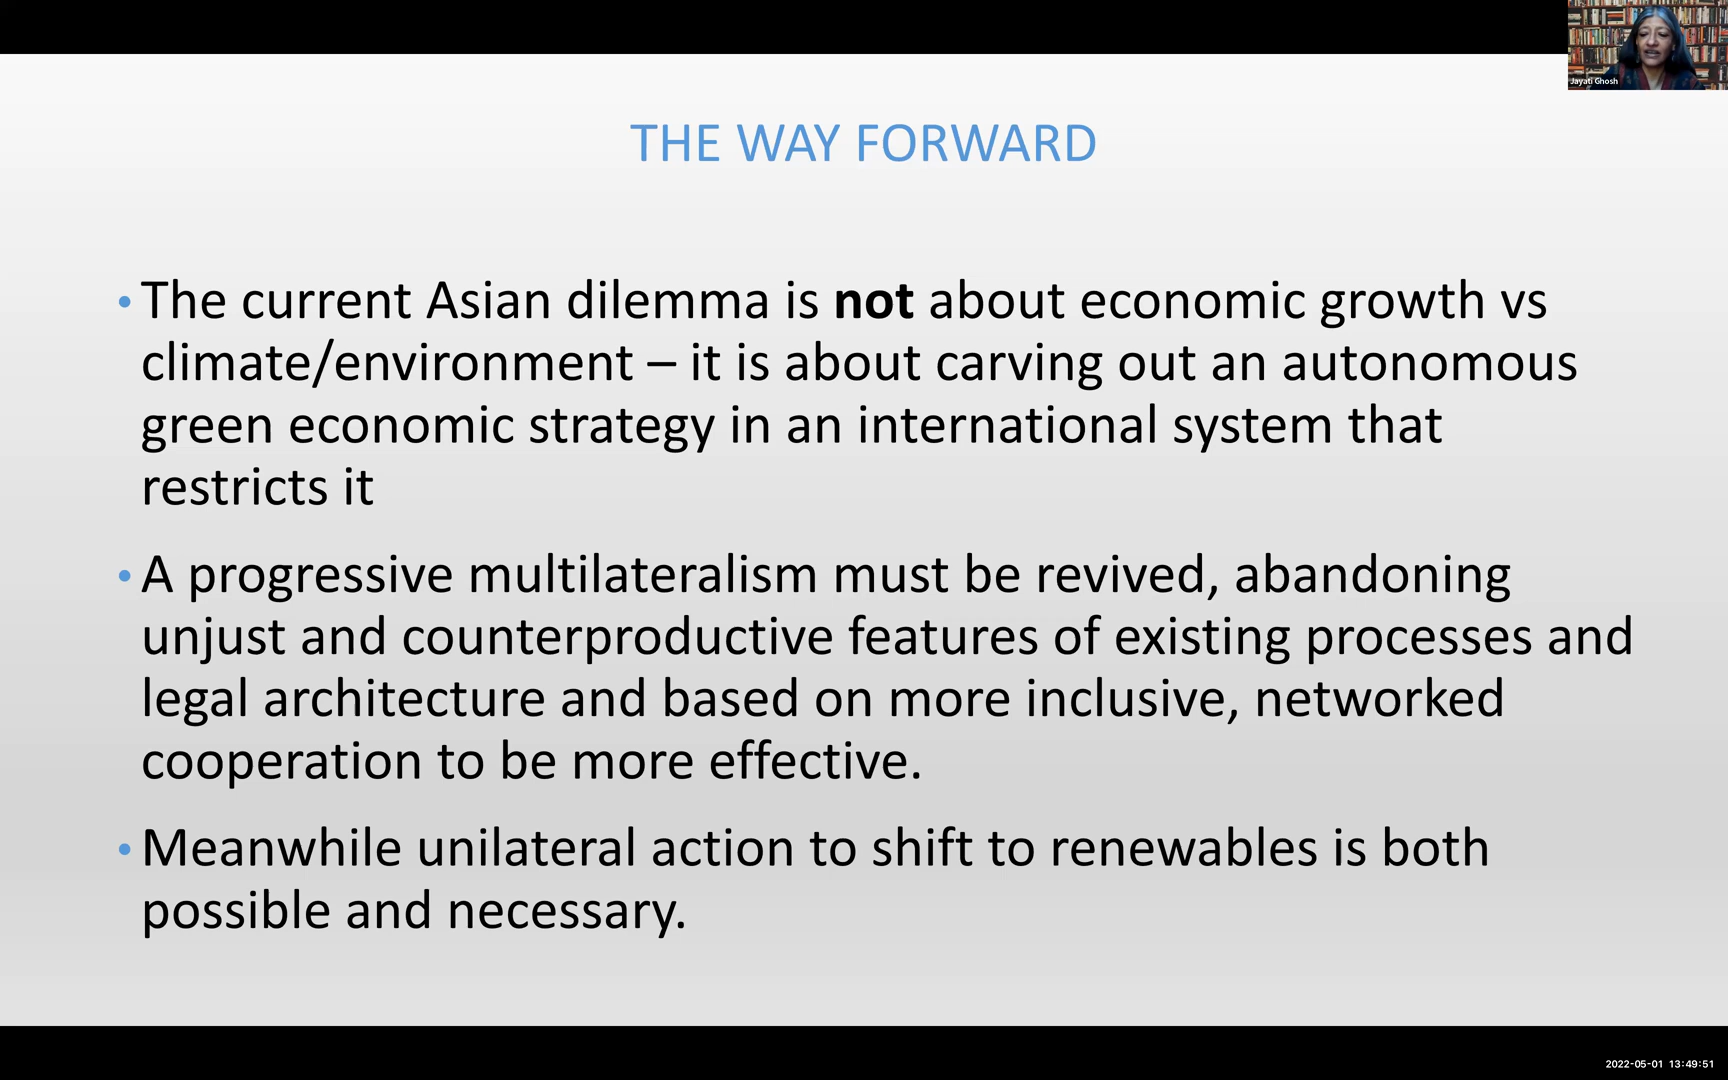 Jayati Ghosh
THE WAY FORWARD
• The current Asian dilemma is not about economic growth vs
climate/environment – it is about carving out an autonomous
green economic strategy in an international system that
restricts it
• A progressive multilateralism must be revived, abandoning
unjust and counterproductive features of existing processes and
legal architecture and based on more inclusive, networked
cooperation to be more effective.
• Meanwhile unilateral action to shift to renewables is both
possible and necessary.
2022-05-01 13:49:51